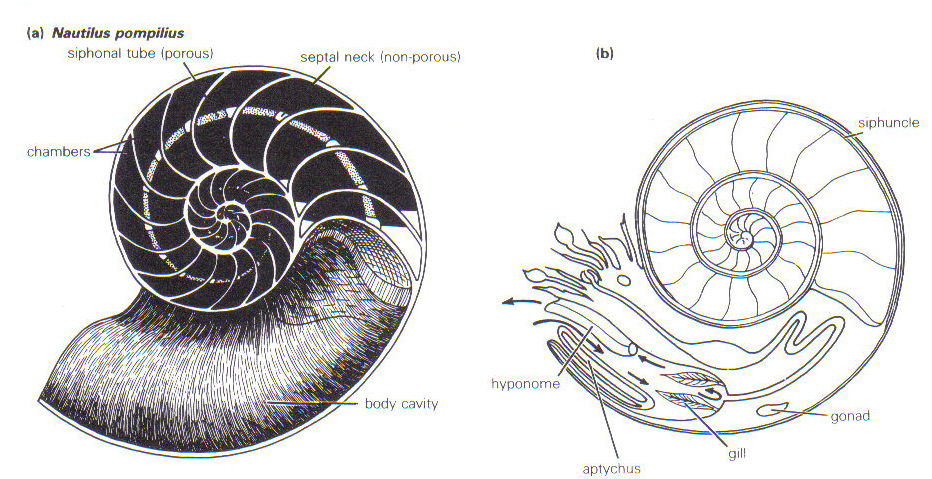 (a) Nautilus pompilius
siphonal tube (porous)
septal neck (non-porous)
chambers
body cavity
(b)
siphuncle
hyponome
aptychus
gill
gonad